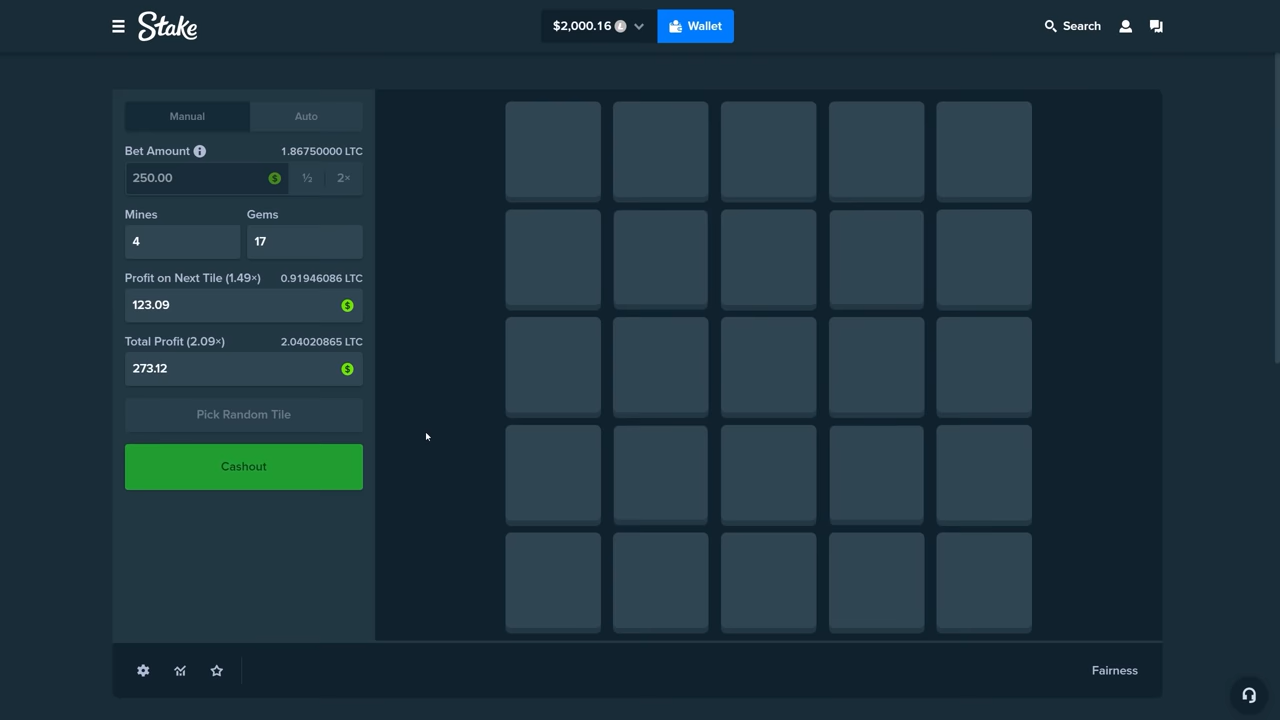 Stake
$2,000.16
Wallet
Search
Manual
Auto
Bet Amount
1.86750000 LTC
250.00
½
2×
Mines
Gems
4
17
Profit on Next Tile (1.49×)
0.91946086 LTC
123.09
Total Profit (2.09×)
2.04020865 LTC
273.12
Pick Random Tile
Cashout
Fairness